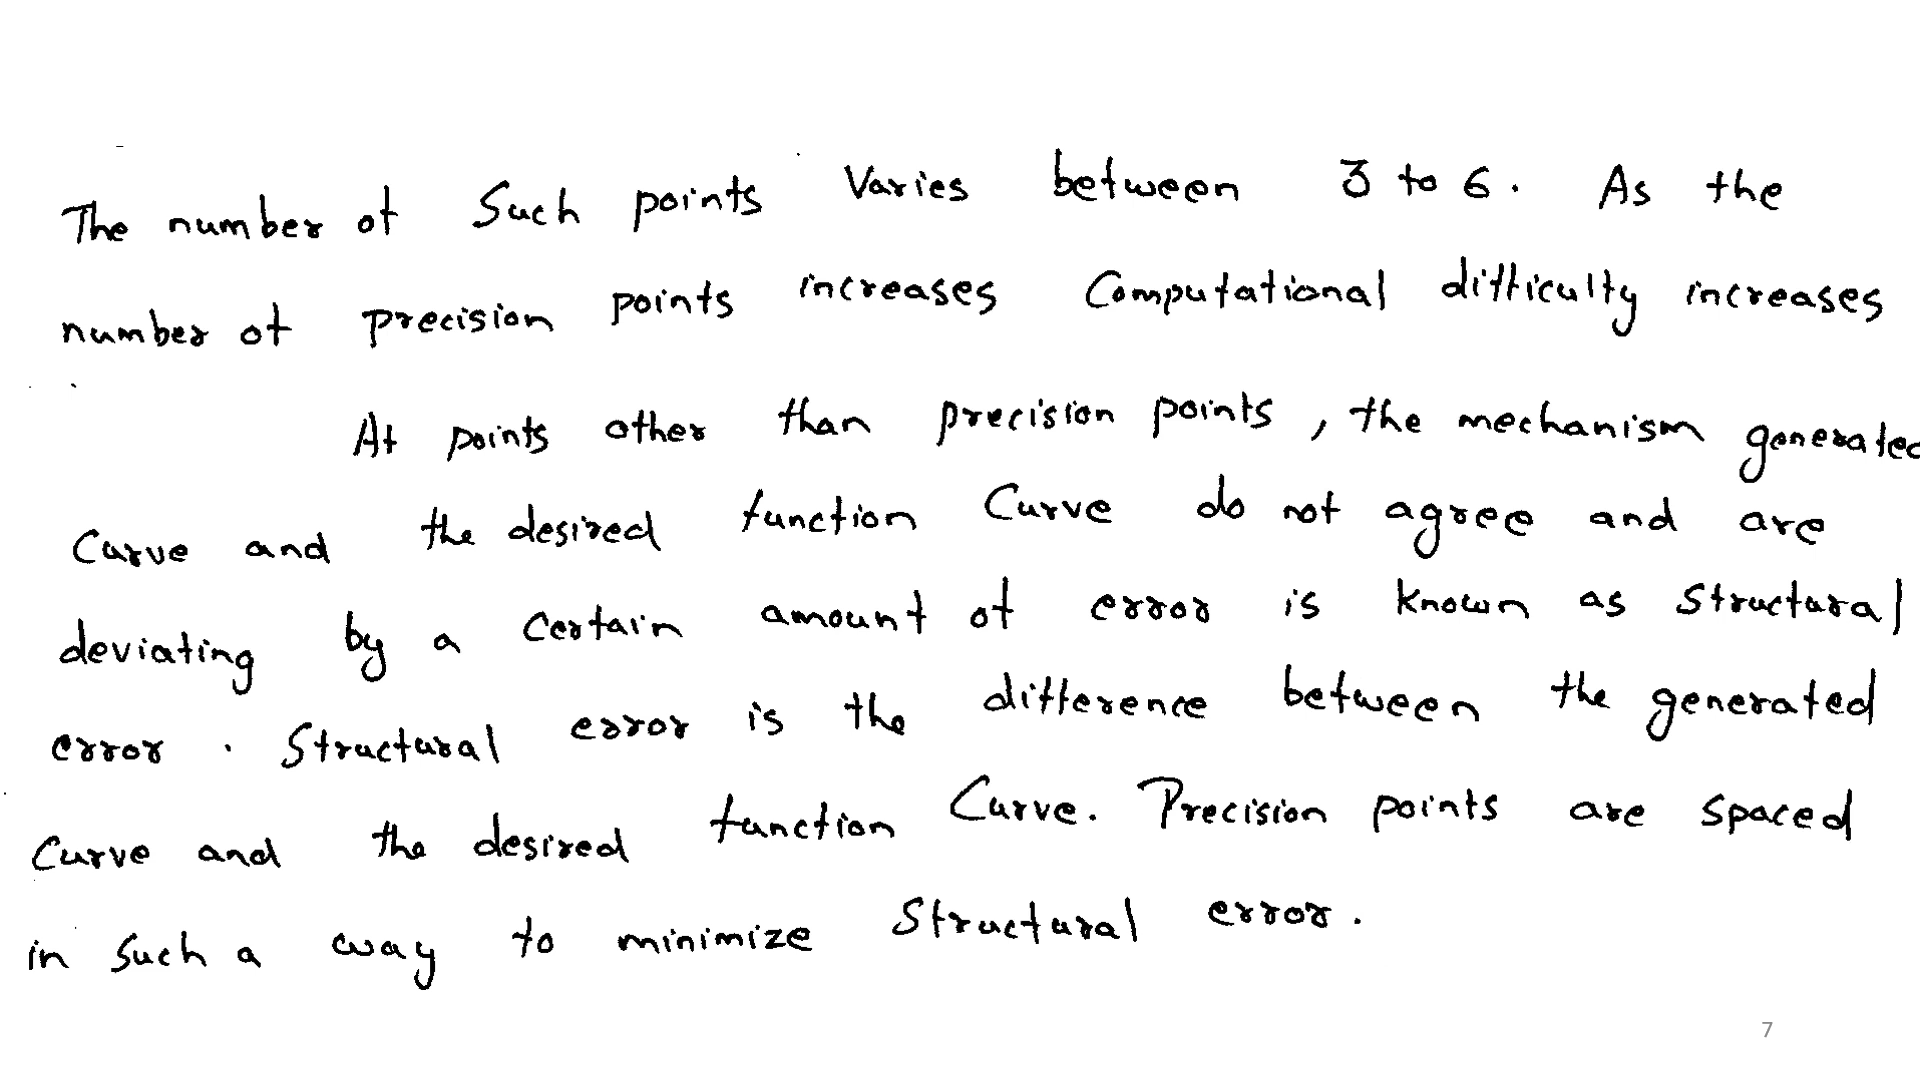 The number of Such points Varies between 3 to 6. As the
number of precision points increases Computational difficulty increases
At points other than precision points, the mechanism generated
Curve and the desired function Curve do not agree and are
deviating by a certain amount of error is known as Structural
error. Structural error is the difference between the generated
Curve and the desired function Curve. Precision points are spaced
in Such a way to minimize Structural error.
7